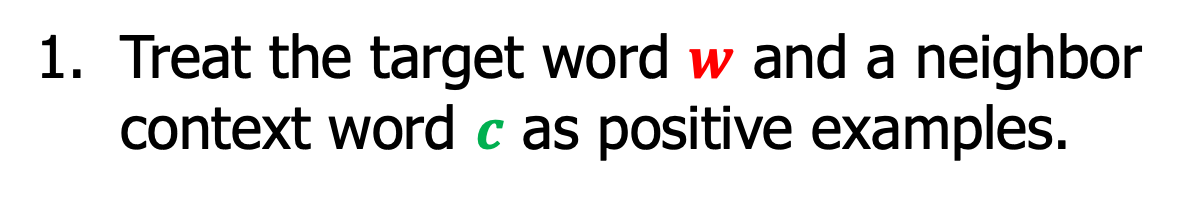 1. Treat the target word w and a neighbor
context word c as positive examples.